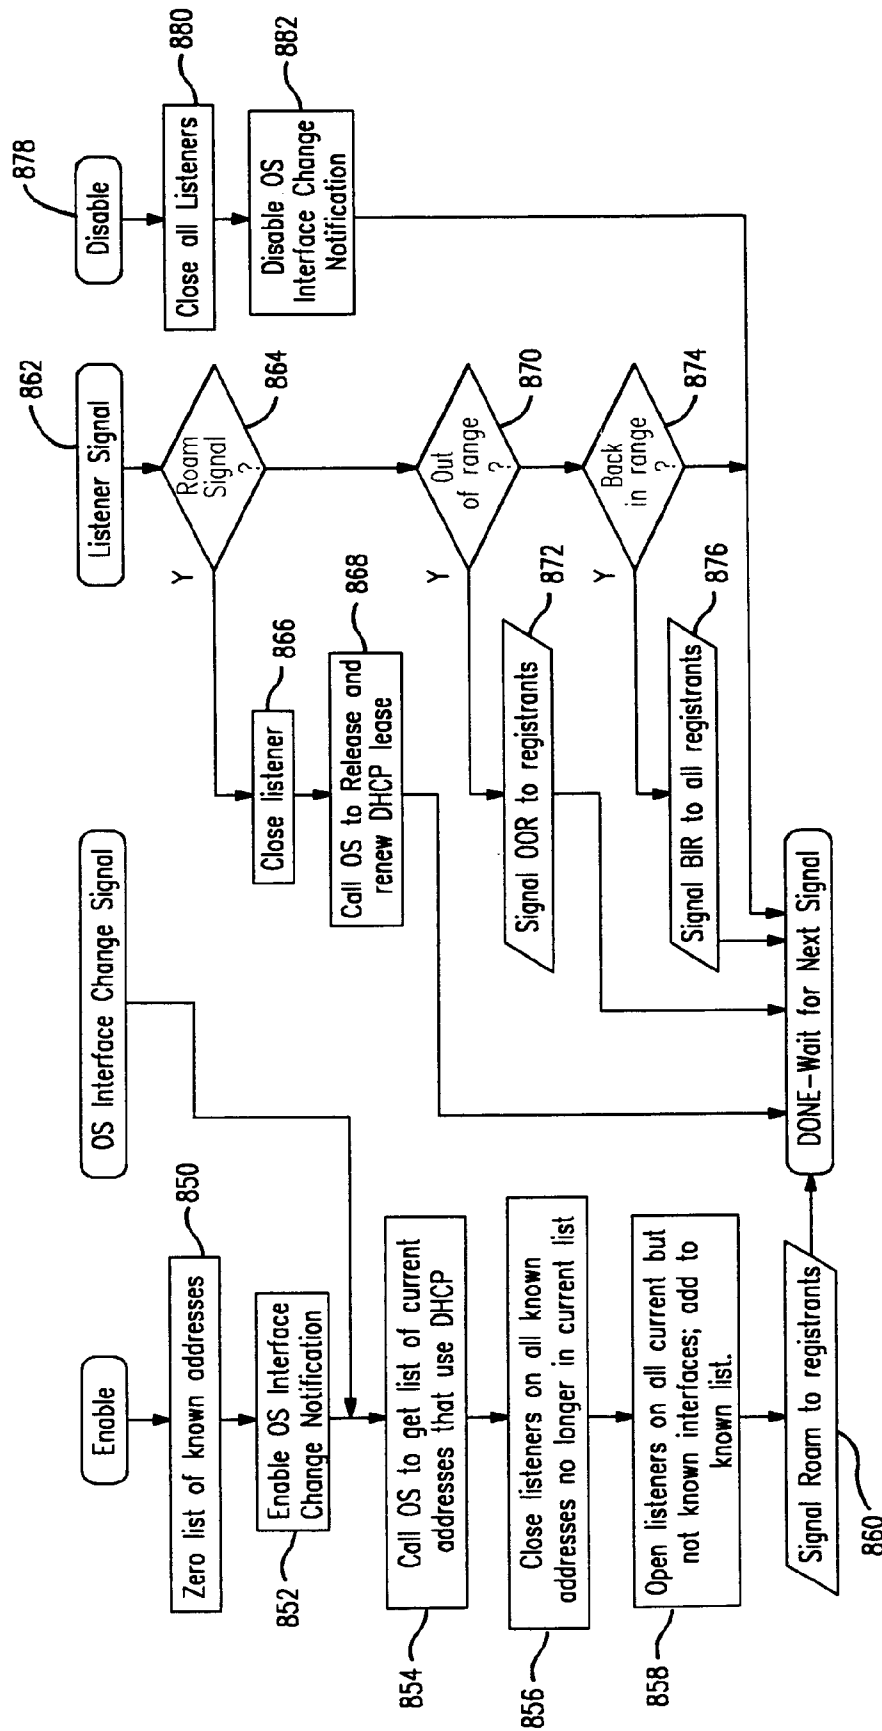 Enable
Zero list of known addresses
850
Enable OS Interface
Change Notification
852
Call OS to get list of current
addresses that use DHCP
854
Close listeners on all known
addresses no longer in current list
856
Open listeners on all current but
not known interfaces; add to
known list.
858
Signal Roam to registrants
860
OS Interface Change Signal
Listener Signal
862
Roam
Signal
?
864
Y
Close listener
866
Call OS to Release and
renew DHCP lease
868
Out
of range
?
870
Y
Signal OOR to registrants
872
Back
in range
?
874
Y
Signal BIR to all registrants
876
Disable
878
Close all Listeners
880
Disable OS
Interface Change
Notification
882
DONE-Wait for Next Signal